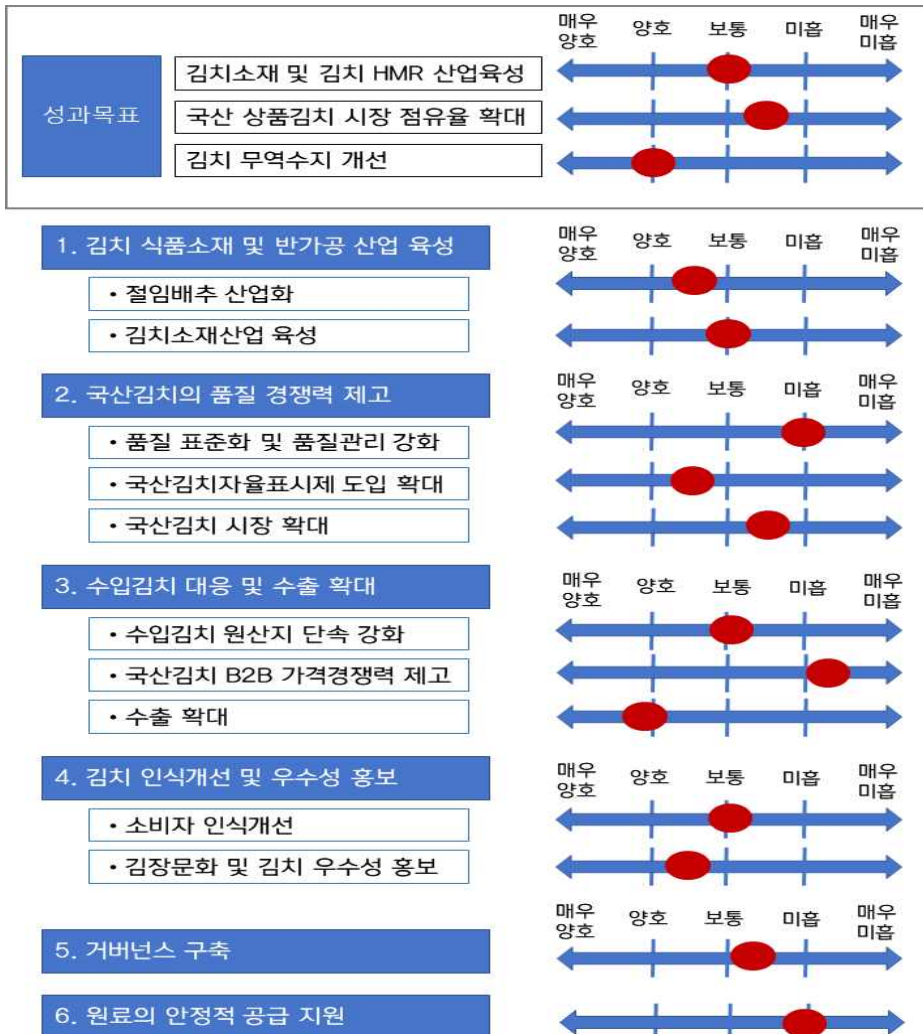 매우 양호 보통 미흡 매우
양호 미흡
성과목표
김치소재 및 김치 HMR 산업육성
국산 상품김치 시장 점유율 확대
김치 무역수지 개선
1. 김치 식품소재 및 반가공 산업 육성
매우 양호 보통 미흡 매우
양호 미흡
• 절임배추 산업화
• 김치소재산업 육성
2. 국산김치의 품질 경쟁력 제고
매우 양호 보통 미흡 매우
양호 미흡
• 품질 표준화 및 품질관리 강화
• 국산김치자율표시제 도입 확대
• 국산김치 시장 확대
3. 수입김치 대응 및 수출 확대
매우 양호 보통 미흡 매우
양호 미흡
• 수입김치 원산지 단속 강화
• 국산김치 B2B 가격경쟁력 제고
• 수출 확대
4. 김치 인식개선 및 우수성 홍보
매우 양호 보통 미흡 매우
양호 미흡
• 소비자 인식개선
• 김장문화 및 김치 우수성 홍보
매우 양호 보통 미흡 매우
양호 미흡
5. 거버넌스 구축
6. 원료의 안정적 공급 지원